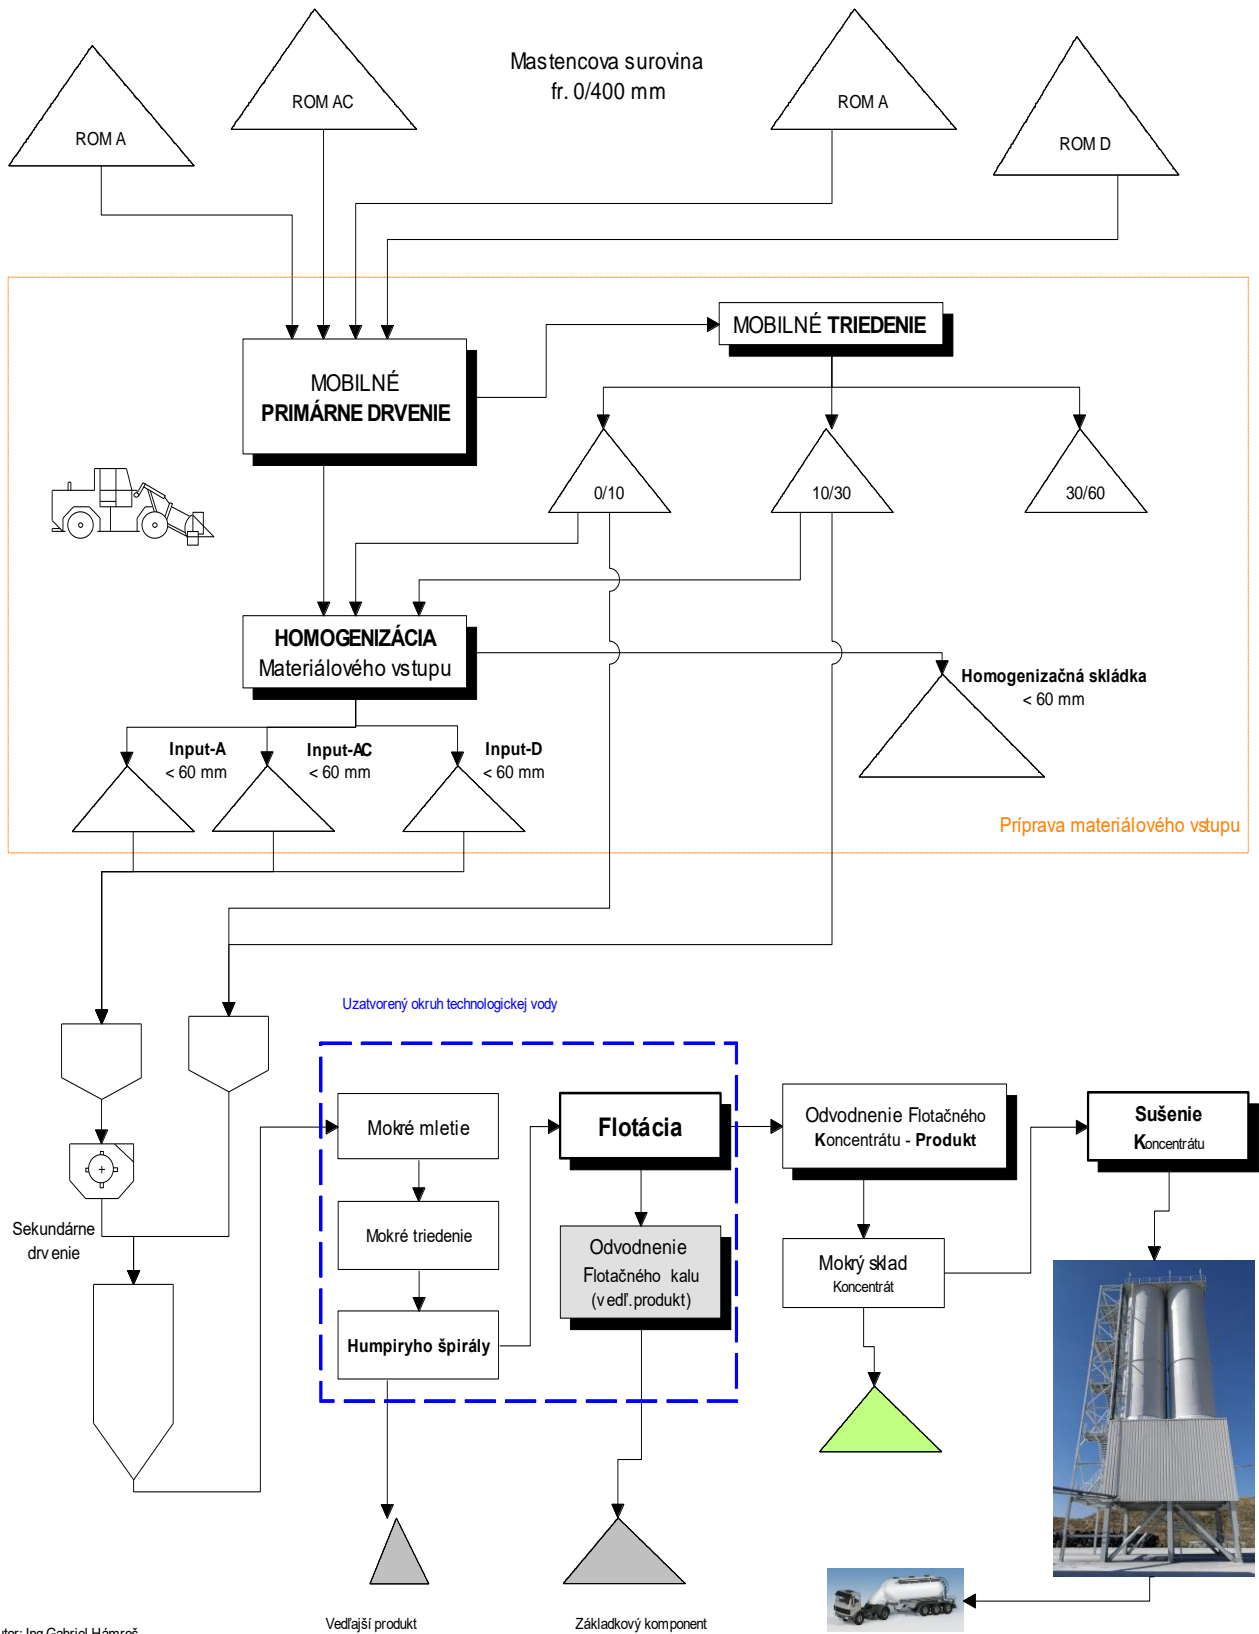 Mastencova surovina
fr. 0/400 mm
ROM A
ROM AC
ROM A
ROM D
MOBILNÉ TRIEDENIE
MOBILNÉ
PRIMÁRNE DRVENIE
0/10
10/30
30/60
HOMOGENIZÁCIA
Materiálového vstupu
Homogenizačná skládka
< 60 mm
Input-A
< 60 mm
Input-AC
< 60 mm
Input-D
< 60 mm
Príprava materiálového vstupu
Uzatvorený okruh technologickej vody
Mokré mletie
Flotácia
Odvodnenie Flotačného
Koncentrátu - Produkt
Sušenie
Koncentrátu
Sekundárne
drvenie
Mokré triedenie
Odvodnenie
Flotačného kalu
(vedľ.produkt)
Mokrý sklad
Koncentrát
Humpiryho špirály
Vedľajší produkt
Základkový komponent
Ing.Gabriel Hámroš